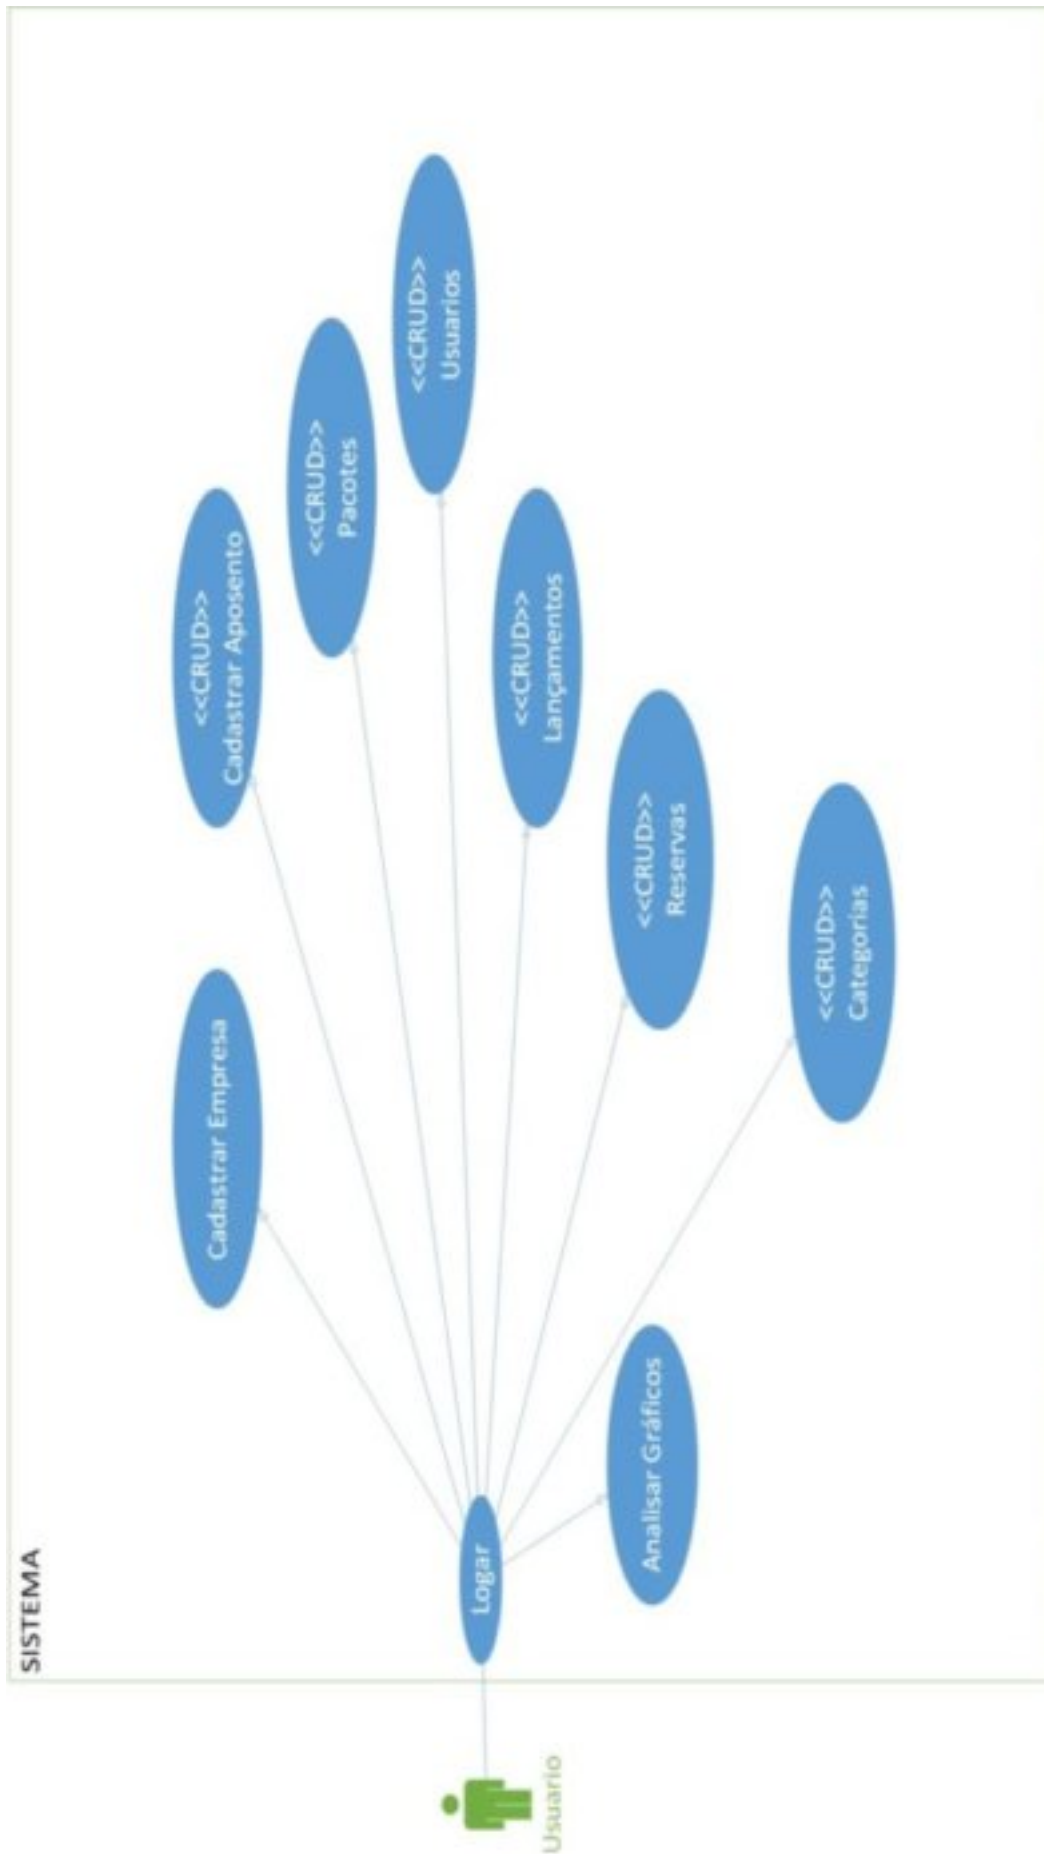 SISTEMA
Usuario
Logar
Cadastrar Empresa
<<CRUD>>
Cadastrar Aposento
<<CRUD>>
Pacotes
<<CRUD>>
Usuarios
<<CRUD>>
Lançamentos
<<CRUD>>
Reservas
<<CRUD>>
Categorias
Analisar Gráficos